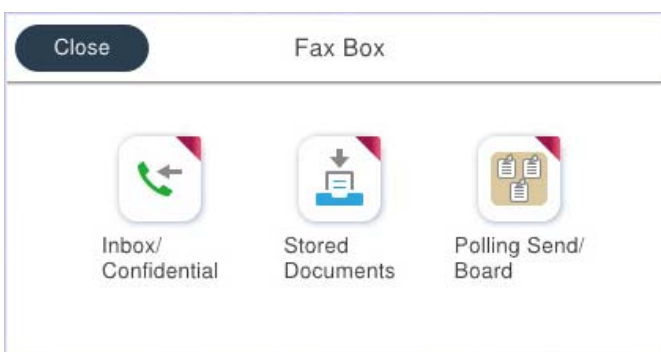 Close
Fax Box
Inbox/
Confidential
Stored
Documents
Polling Send/
Board